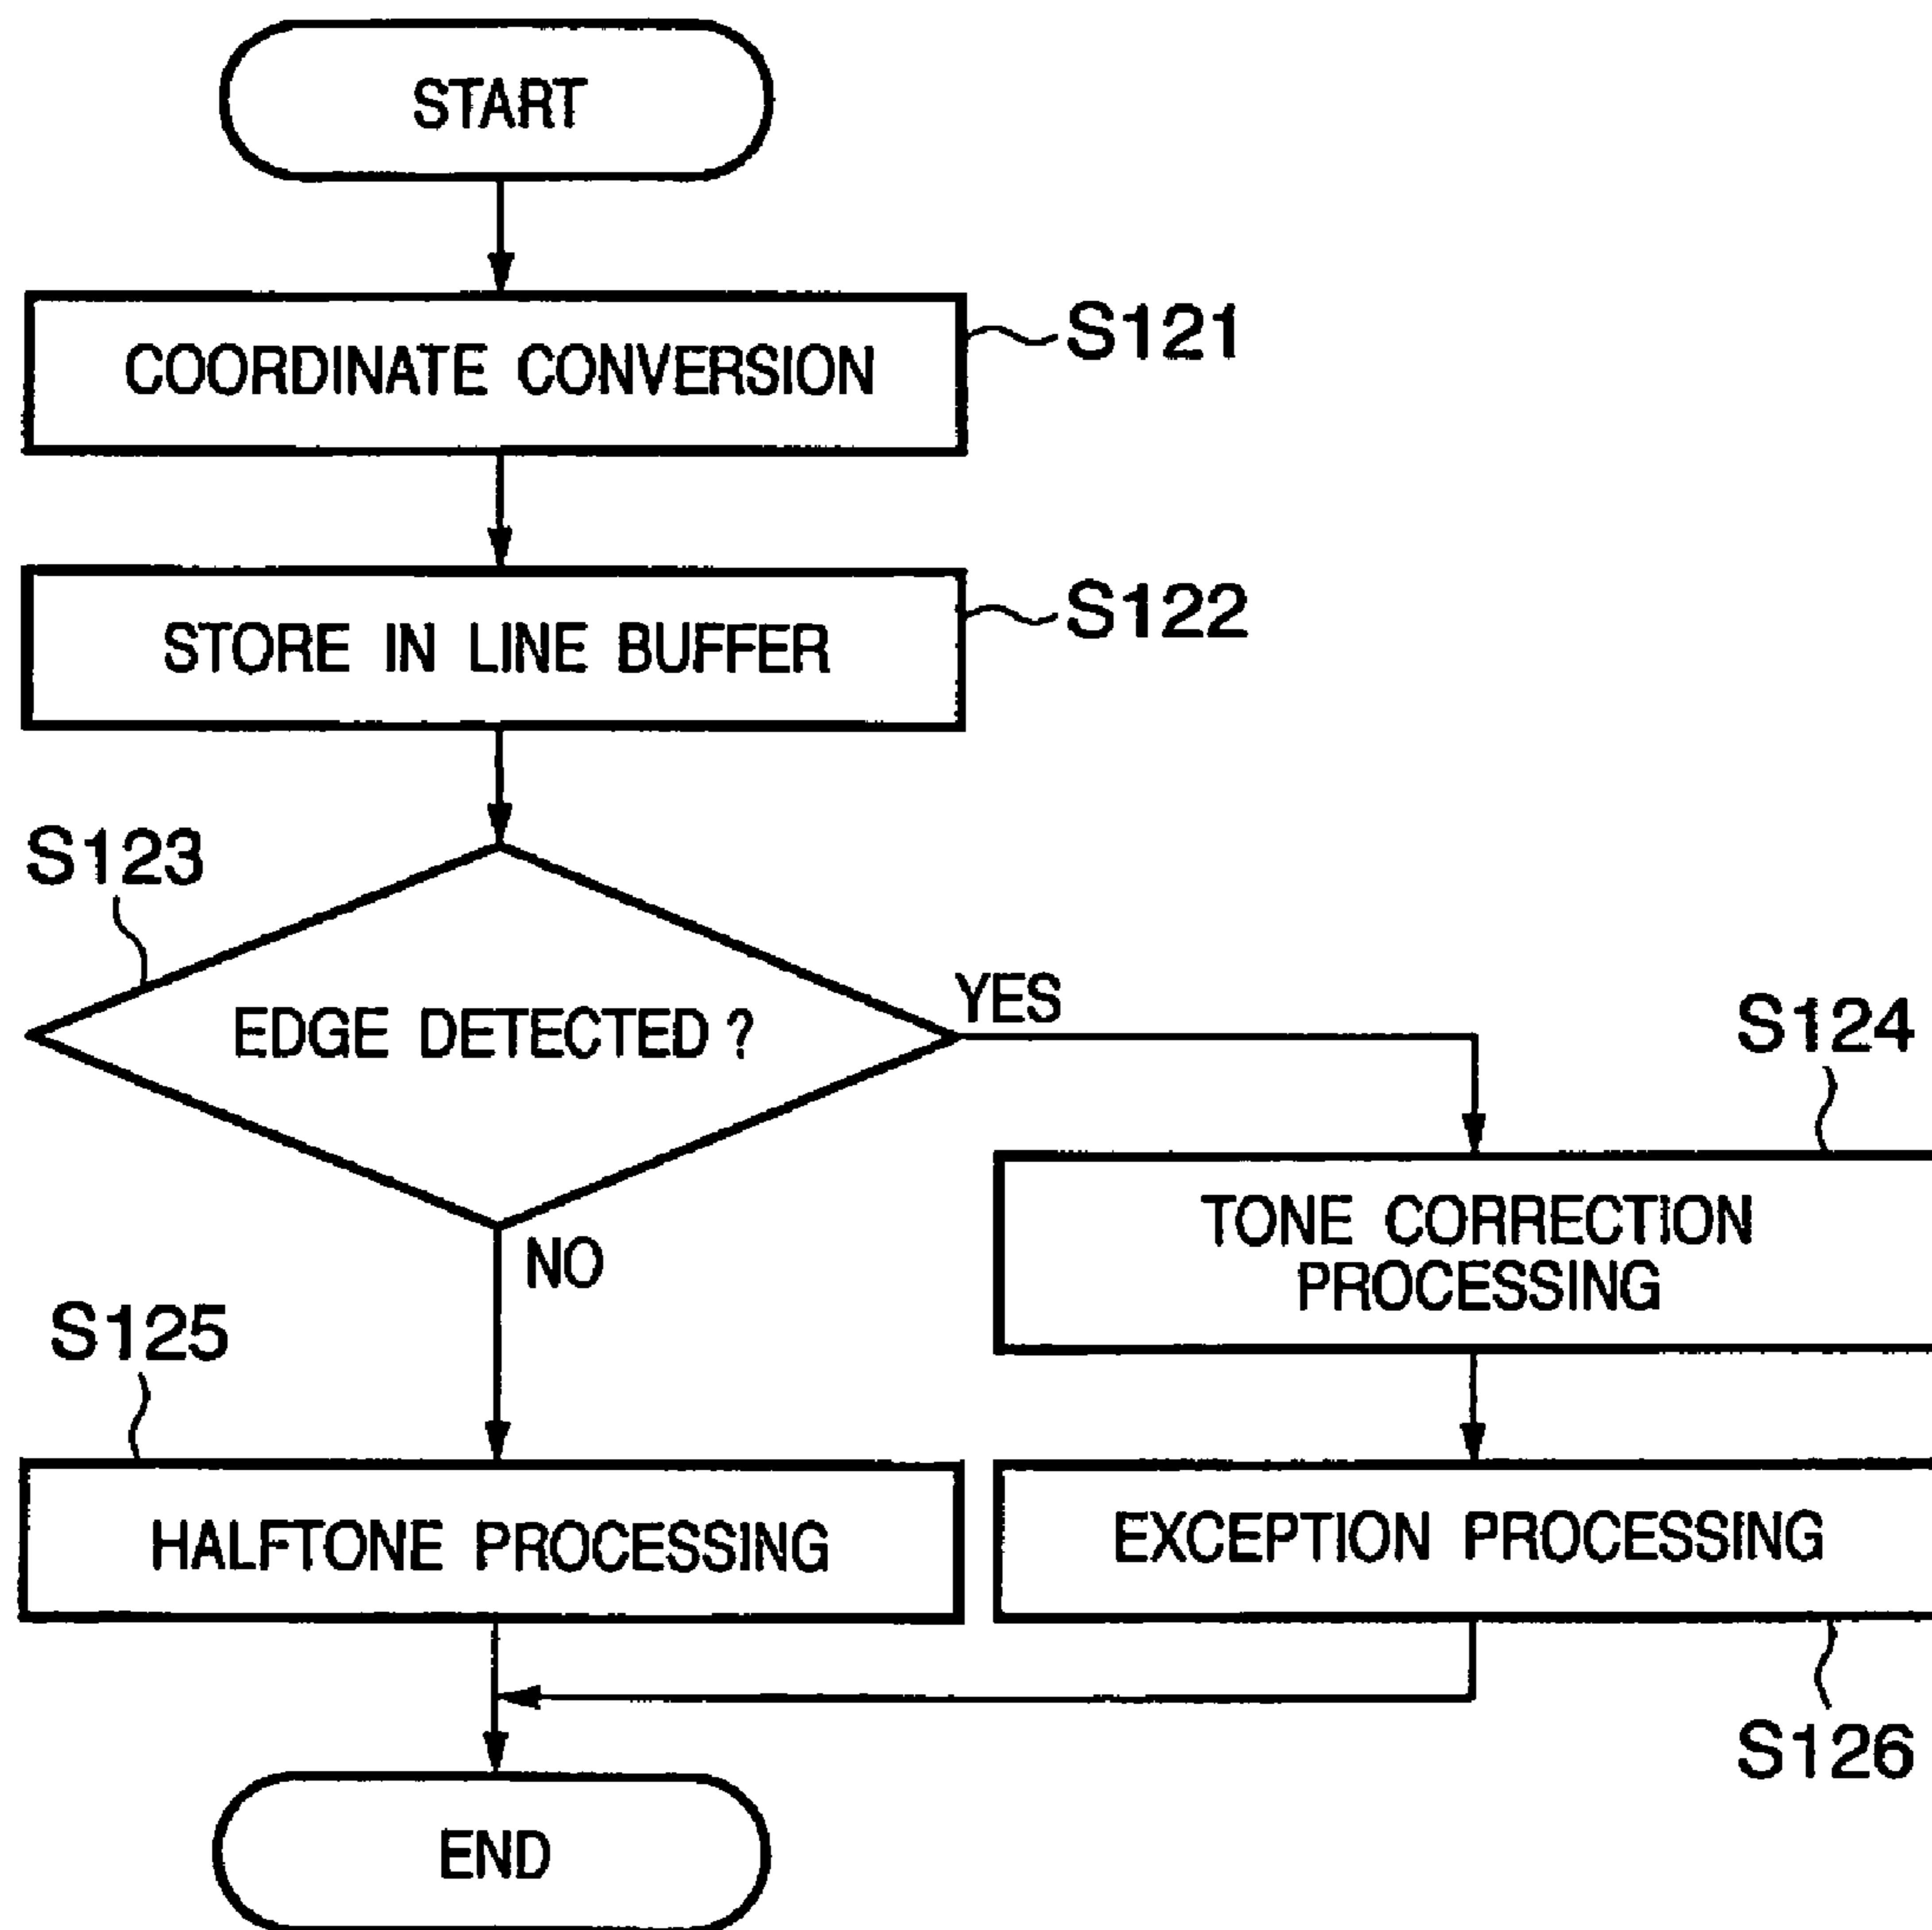 START
COORDINATE CONVERSION
S121
STORE IN LINE BUFFER
S122
S123
EDGE DETECTED ?
YES
NO
S124
TONE CORRECTION
PROCESSING
S125
HALFTONE PROCESSING
EXCEPTION PROCESSING
S126
END